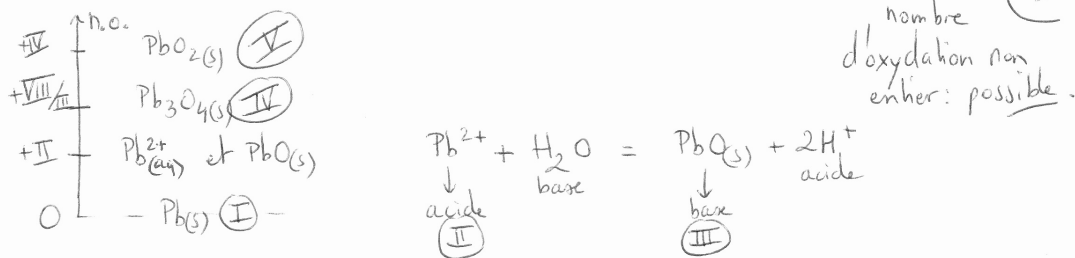 n.o.
+IV PbO₂(s) (V)
+VIII/III Pb₃O₄(s) (IV)
+II Pb²⁺(aq) et PbO(s)
0 - Pb(s) (I) -
nombre
d'oxydation non
entier : possible.
Pb²⁺ + H₂O = PbO(s) + 2H⁺
acide base base acide
(II) (III)